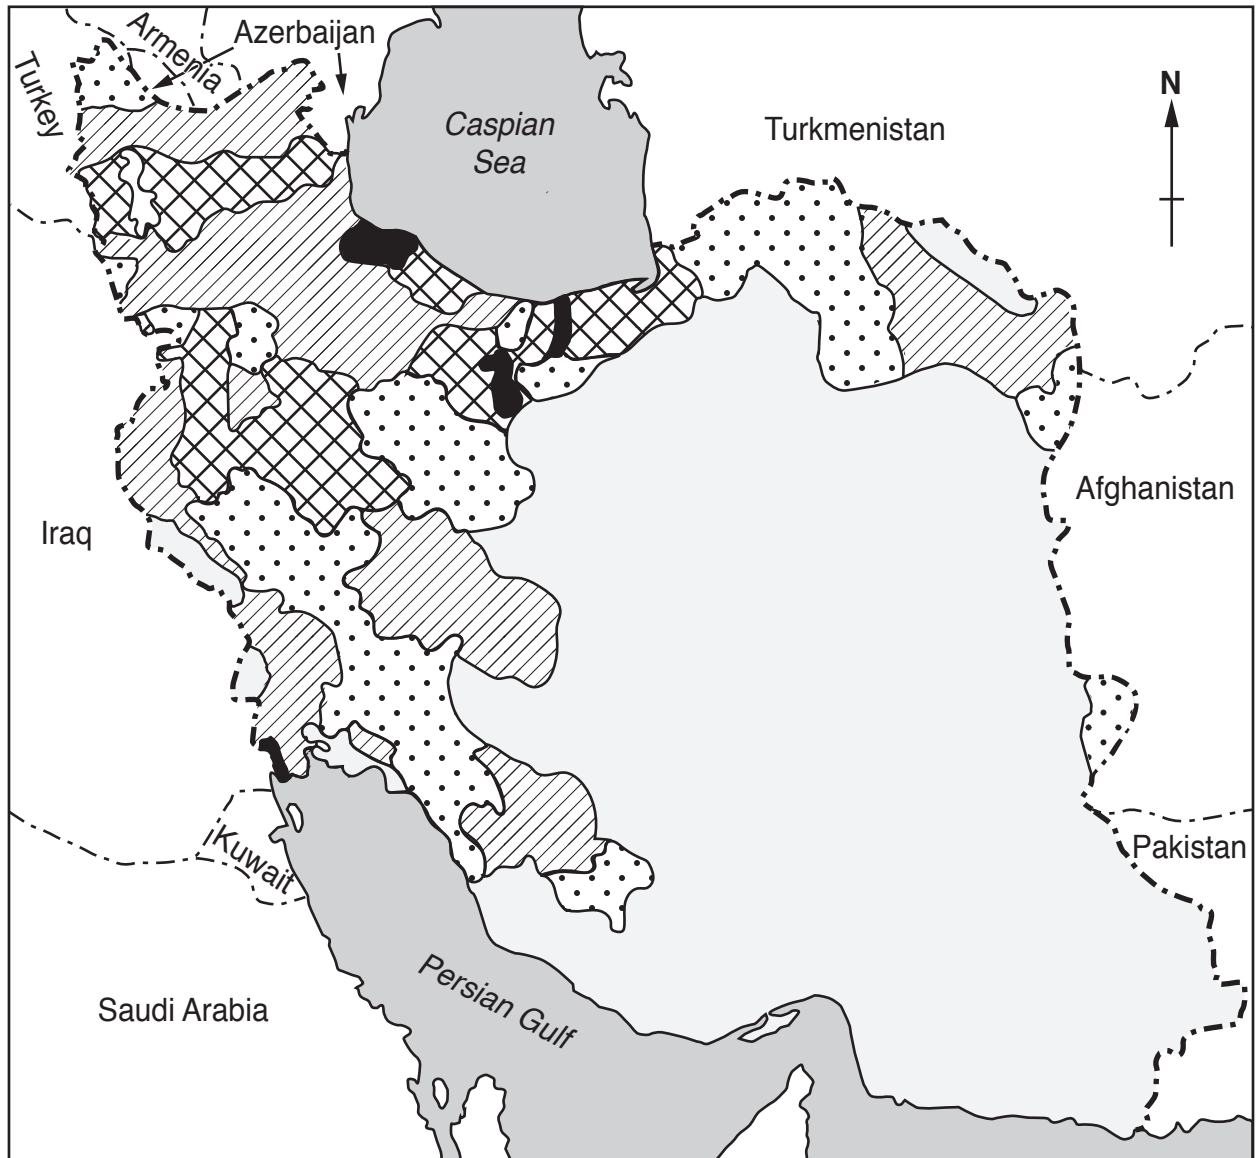 Armenia
Azerbaijan
Turkey
Caspian
Sea
Turkmenistan
N
Iraq
Afghanistan
Kuwait
Pakistan
Saudi Arabia
Persian Gulf